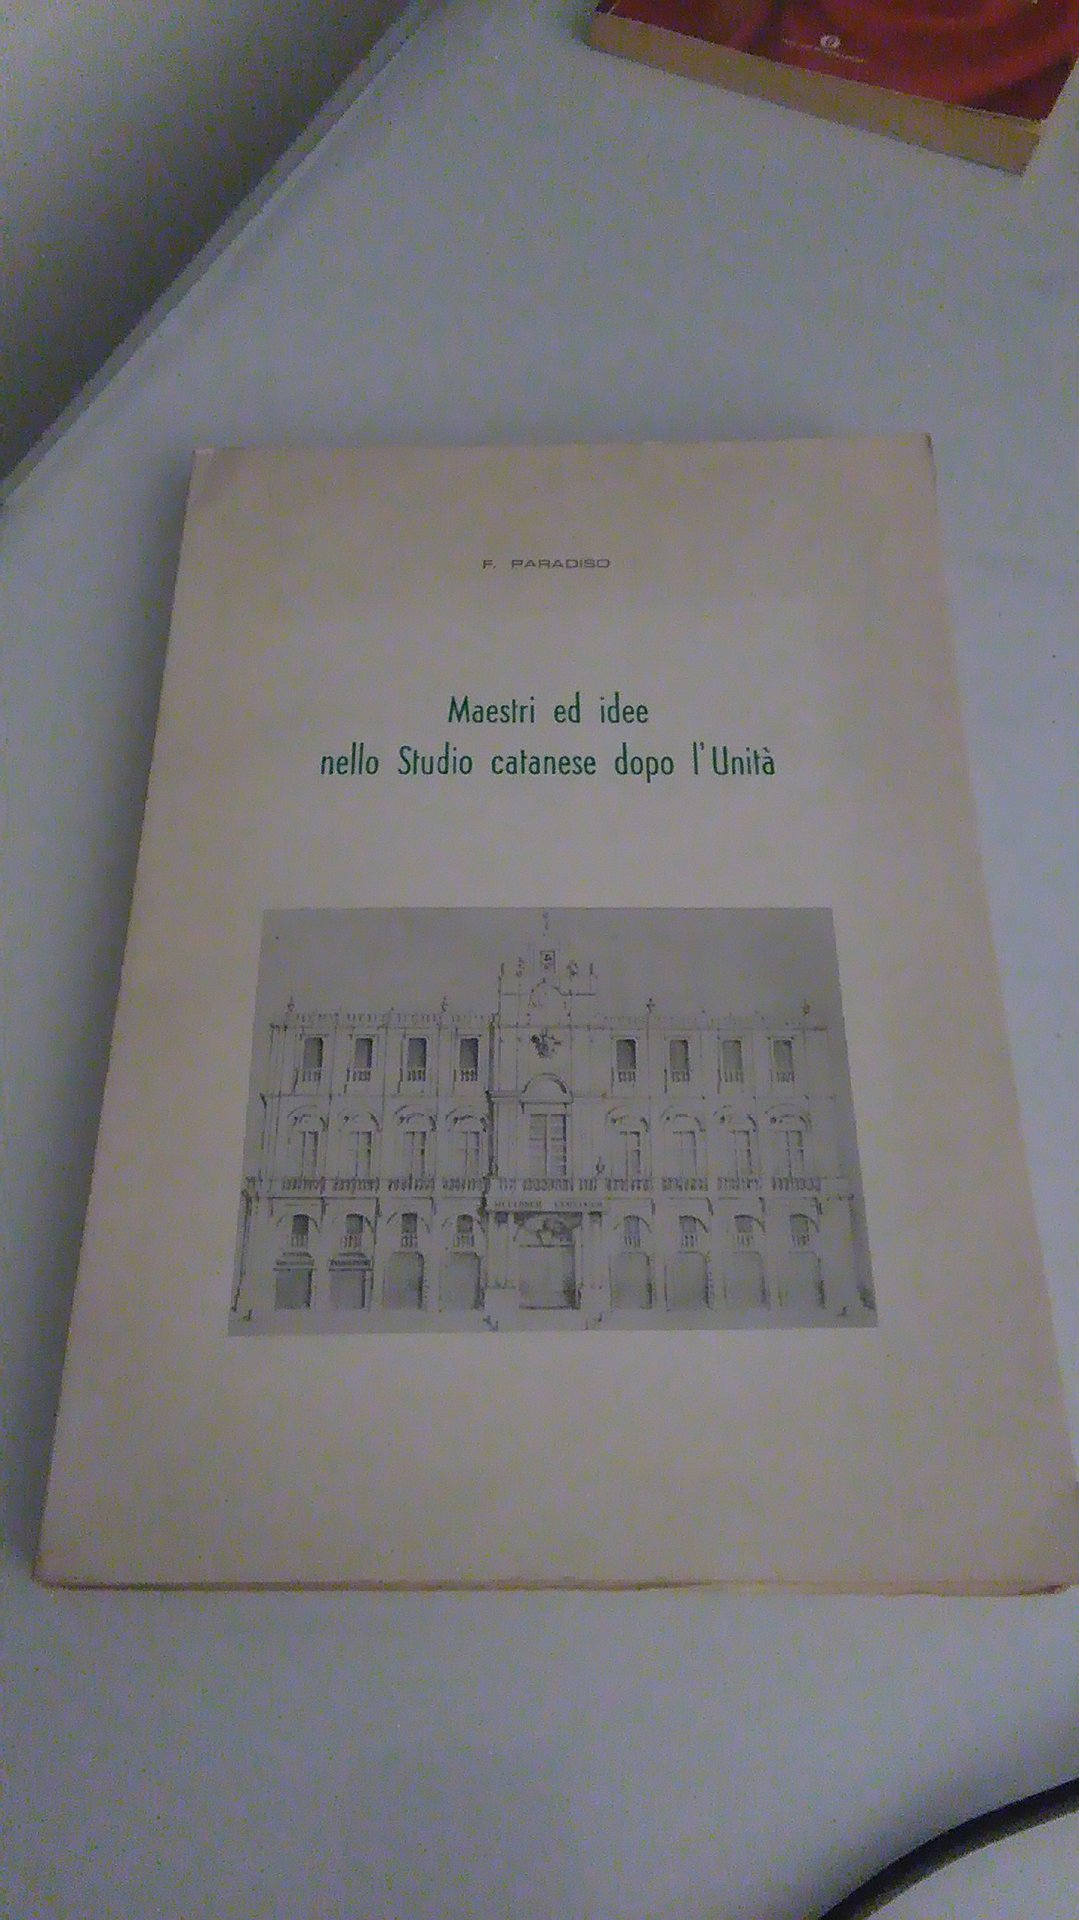 F. PARADISO
Maestri ed idee
nello Studio catanese dopo l'Unità